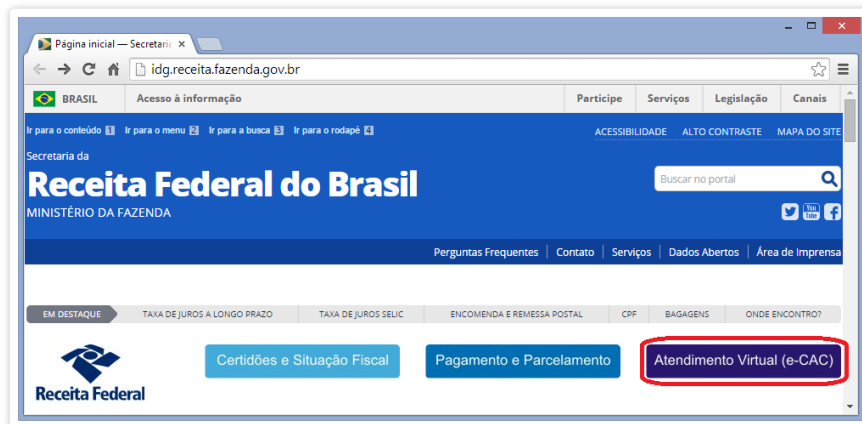 Página inicial — Secretaria
idg.receita.fazenda.gov.br
BRASIL Acesso à informação Participe Serviços Legislação Canais
Ir para o conteúdo 1 Ir para o menu 2 Ir para a busca 3 Ir para o rodapé 4 ACESSIBILIDADE ALTO CONTRASTE MAPA DO SITE
Secretaria da
Receita Federal do Brasil
Buscar no portal
MINISTÉRIO DA FAZENDA
You Tube
Perguntas Frequentes Contato Serviços Dados Abertos Área de Imprensa
EM DESTAQUE TAXA DE JUROS A LONGO PRAZO TAXA DE JUROS SELIC ENCOMENDA E REMESSA POSTAL CPF BAGAGENS ONDE ENCONTRO?
Certidões e Situação Fiscal Pagamento e Parcelamento Atendimento Virtual (e-CAC)
Receita Federal